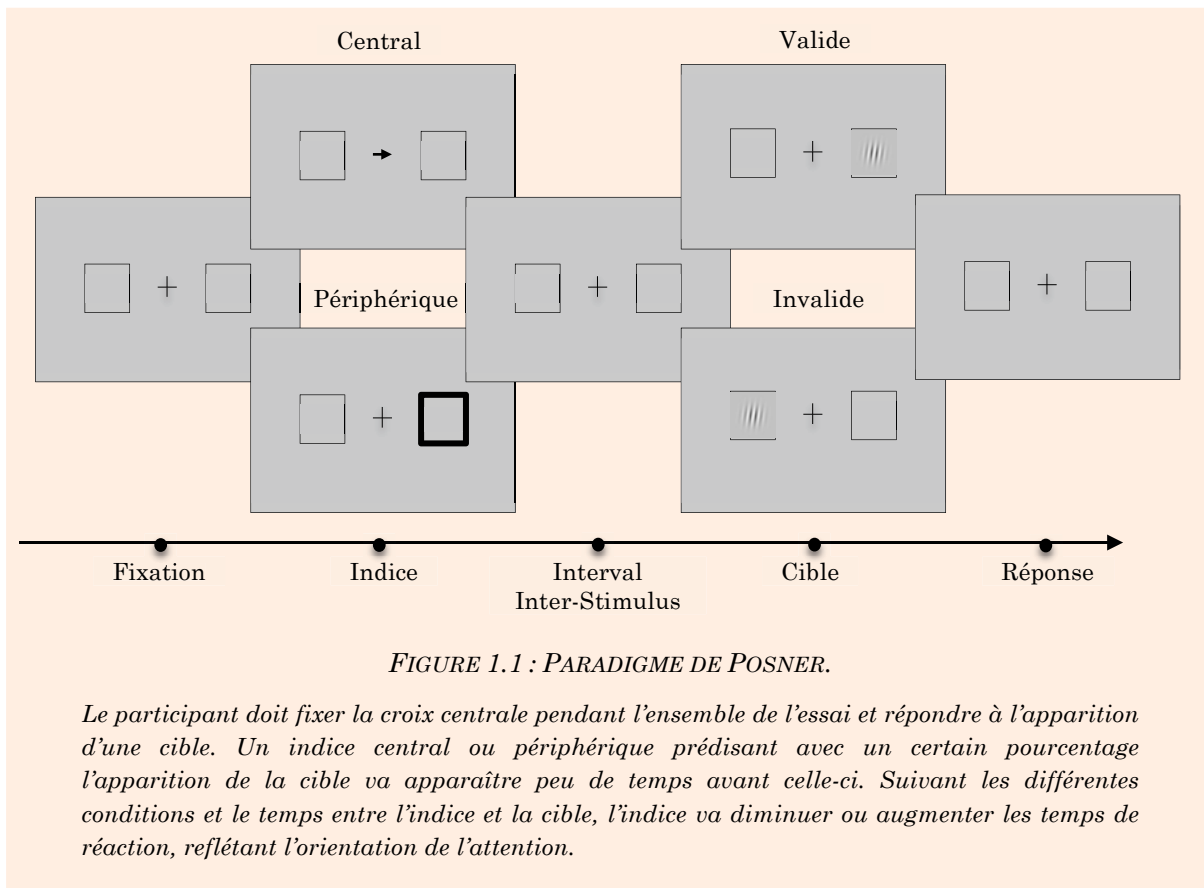 Central
Valide
Périphérique
Invalide
Fixation
Indice
Interval
Inter-Stimulus
Cible
Réponse
FIGURE 1.1 : PARADIGME DE POSNER.
Le participant doit fixer la croix centrale pendant l'ensemble de l'essai et répondre à l'apparition
d'une cible. Un indice central ou périphérique prédisant avec un certain pourcentage
l'apparition de la cible va apparaître peu de temps avant celle-ci. Suivant les différentes
conditions et le temps entre l'indice et la cible, l'indice va diminuer ou augmenter les temps de
réaction, reflétant l'orientation de l'attention.